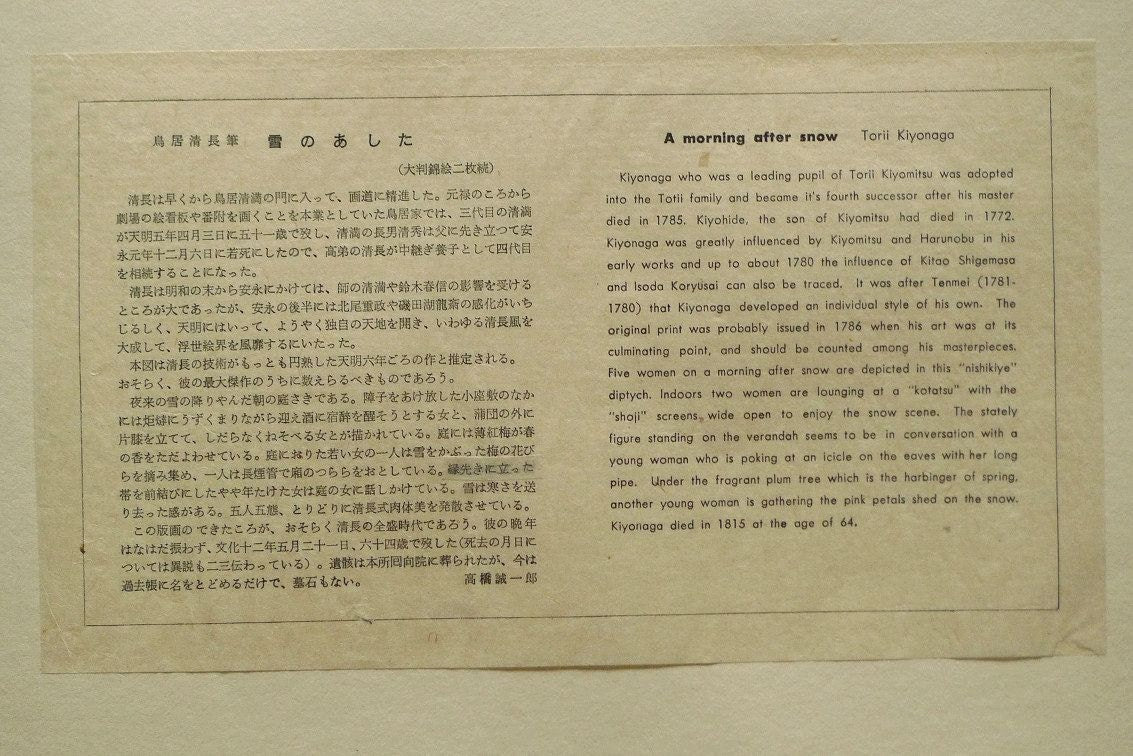 鳥居清長筆 雪のあした
(大判錦絵二枚続)
清長は早くから鳥居清満の門に入って、画道に精進した。元禄のころから
劇場の絵看板や番附を画くことを本業としていた鳥居家では、三代目の清満
が天明五年四月三日に五十一歳で歿し、清満の長男清秀は父に先き立つて安
永元年十二月六日に若死にしたので、高弟の清長が中継ぎ養子として四代目
を相続することになった。
清長は明和の末から安永にかけては、師の清満や鈴木春信の影響を受ける
ところが大であったが、安永の後半には北尾重政や磯田湖龍斎の感化がいち
じるしく、天明にはいって、ようやく独自の天地を開き、いわゆる清長風を
大成して、浮世絵界を風靡するにいたった。
本図は清長の技術がもっとも円熟した天明六年ごろの作と推定される。
おそらく、彼の最大傑作のうちに数えらるべきものであろう。
夜来の雪の降りやんだ朝の庭さきである。障子をあけ放した小座敷のなか
には炬燵にうずくまりながら迎え酒に宿酔を醒そうとする女と、蒲団の外に
片膝を立てて、しだらなくねそべる女とが描かれている。庭には薄紅梅が春
の香をただよわせている。庭におりた若い女の一人は雪をかぶった梅の花び
らを摘み集め、一人は長煙管で廂のつららをおとしている。縁先きに立った
帯を前結びにしたやや年たけた女は庭の女に話しかけている。雪は寒さを送
り去った感がある。五人五態、とりどりに清長式肉体美を発散させている。
この版画のできたころが、おそらく清長の全盛時代であろう。彼の晩年
はなはだ振わず、文化十二年五月二十一日、六十四歳で歿した(死去の月日に
ついては異説も二三伝わっている)。遺骸は本所回向院に葬られたが、今は
過去帳に名をとどめるだけで、墓石もない。 高橋誠一郎
A morning after snow Torii Kiyonaga
Kiyonaga who was a leading pupil of Torii Kiyomitsu was adopted
into the Totii family and became it's fourth successor after his master
died in 1785. Kiyohide, the son of Kiyomitsu had died in 1772.
Kiyonaga was greatly influenced by Kiyomitsu and Harunobu in his
early works and up to about 1780 the influence of Kitao Shigemasa
and Isoda Koryusai can also be traced. It was after Tenmei (1781-
1780) that Kiyonaga developed an individual style of his own. The
original print was probably issued in 1786 when his art was at its
culminating point, and should be counted among his masterpieces.
Five women on a morning after snow are depicted in this "nishikiye"
diptych. Indoors two women are lounging at a "kotatsu" with the
"shoji" screens wide open to enjoy the snow scene. The stately
figure standing on the verandah seems to be in conversation with a
young woman who is poking at an icicle on the eaves with her long
pipe. Under the fragrant plum tree which is the harbinger of spring,
another young woman is gathering the pink petals shed on the snow.
Kiyonaga died in 1815 at the age of 64.